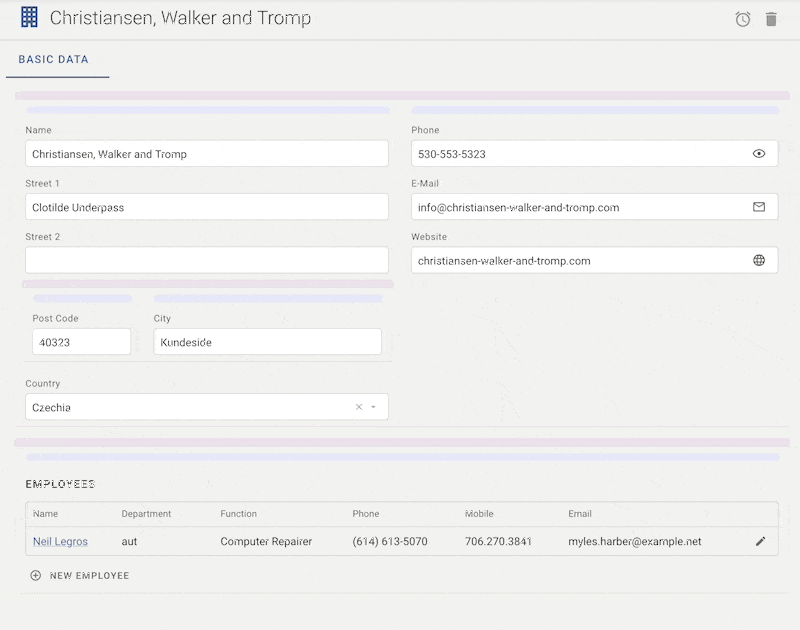 Christiansen, Walker and Tromp
BASIC DATA
Name
Christiansen, Walker and Tromp
Street 1
Clotilde Underpass
Street 2
Post Code
City
40323
Kundeside
Country
Czechia
Phone
530-553-5323
E-Mail
info@christiansen-walker-and-tromp.com
Website
christiansen-walker-and-tromp.com
EMPLOYEES
Name Department Function Phone Mobile Email
Neil Legros aut Computer Repairer (614) 613-5070 706.270.3841 myles.harber@example.net
NEW EMPLOYEE